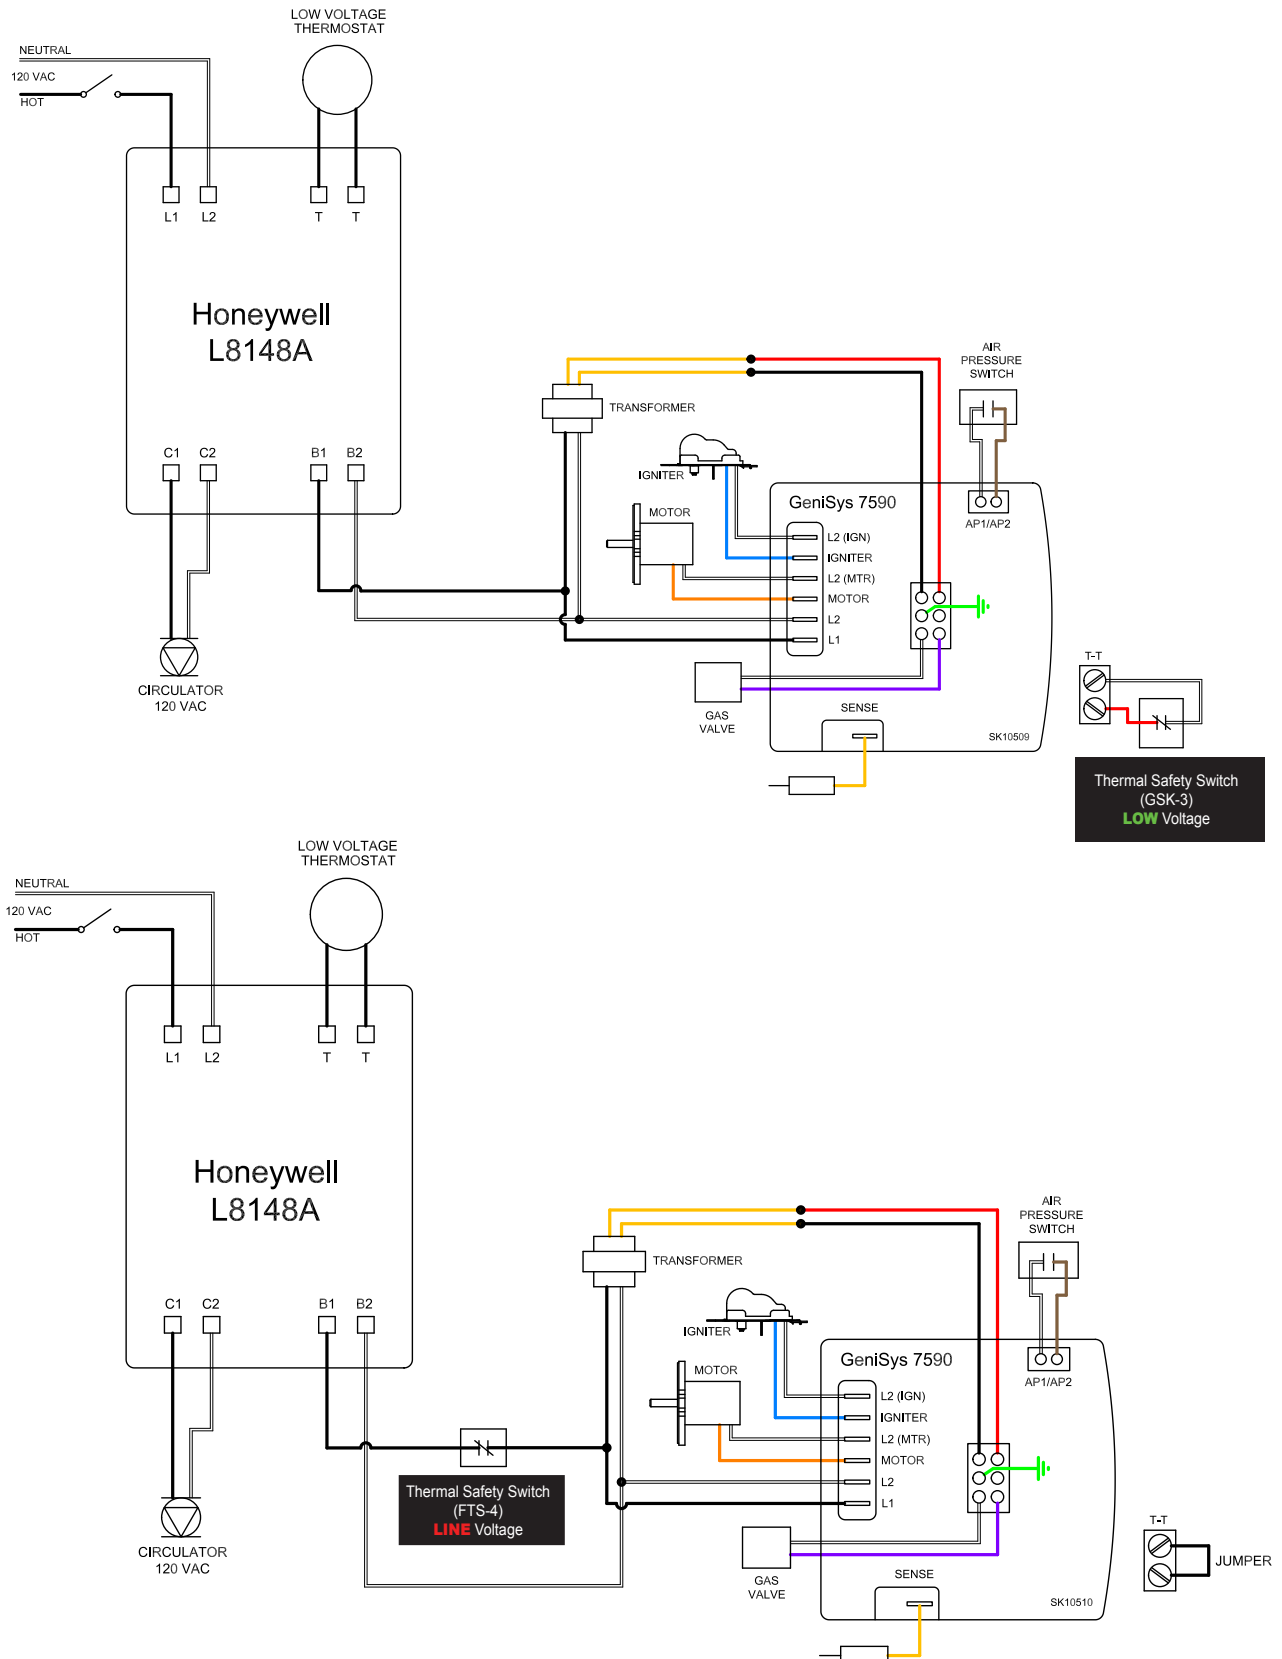 LOW VOLTAGE
THERMOSTAT
NEUTRAL
120 VAC
HOT
L1
L2
T
T
Honeywell
L8148A
C1
C2
B1
B2
CIRCULATOR
120 VAC
TRANSFORMER
IGNITER
MOTOR
AIR
PRESSURE
SWITCH
GeniSys 7590
AP1/AP2
L2 (IGN)
IGNITER
L2 (MTR)
MOTOR
L2
L1
GAS
VALVE
SENSE
SK10509
T-T
Thermal Safety Switch
(GSK-3)
LOW Voltage
LOW VOLTAGE
THERMOSTAT
NEUTRAL
120 VAC
HOT
L1
L2
T
T
Honeywell
L8148A
C1
C2
B1
B2
CIRCULATOR
120 VAC
Thermal Safety Switch
(FTS-4)
LINE Voltage
TRANSFORMER
IGNITER
MOTOR
AIR
PRESSURE
SWITCH
GeniSys 7590
AP1/AP2
L2 (IGN)
IGNITER
L2 (MTR)
MOTOR
L2
L1
GAS
VALVE
SENSE
SK10510
T-T
JUMPER